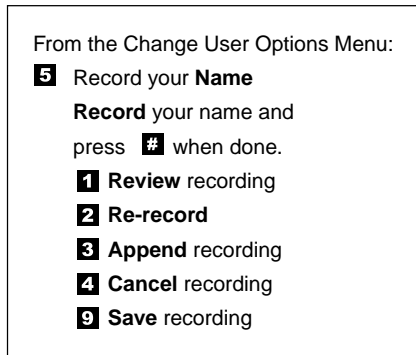 From the Change User Options Menu:
5 Record your Name
Record your name and
press # when done.
1 Review recording
2 Re-record
3 Append recording
4 Cancel recording
9 Save recording